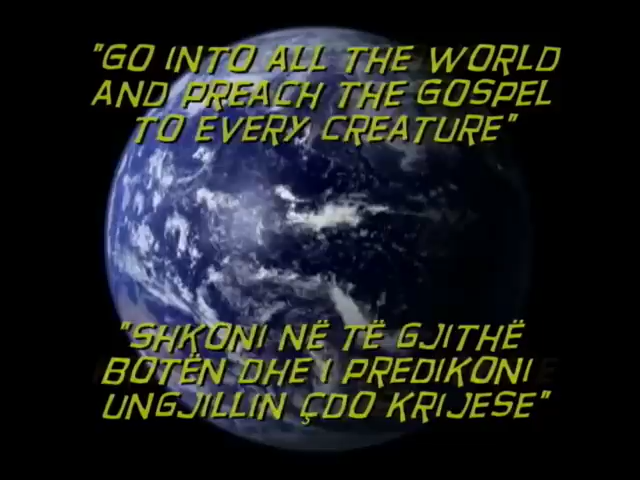 "GO INTO ALL THE WORLD
AND PREACH THE GOSPEL
TO EVERY CREATURE"
"SHKONI NË TË GJITHË
BOTËN DHE I PREDIKONI
UNGJILLIN ÇDO KRIJESE"